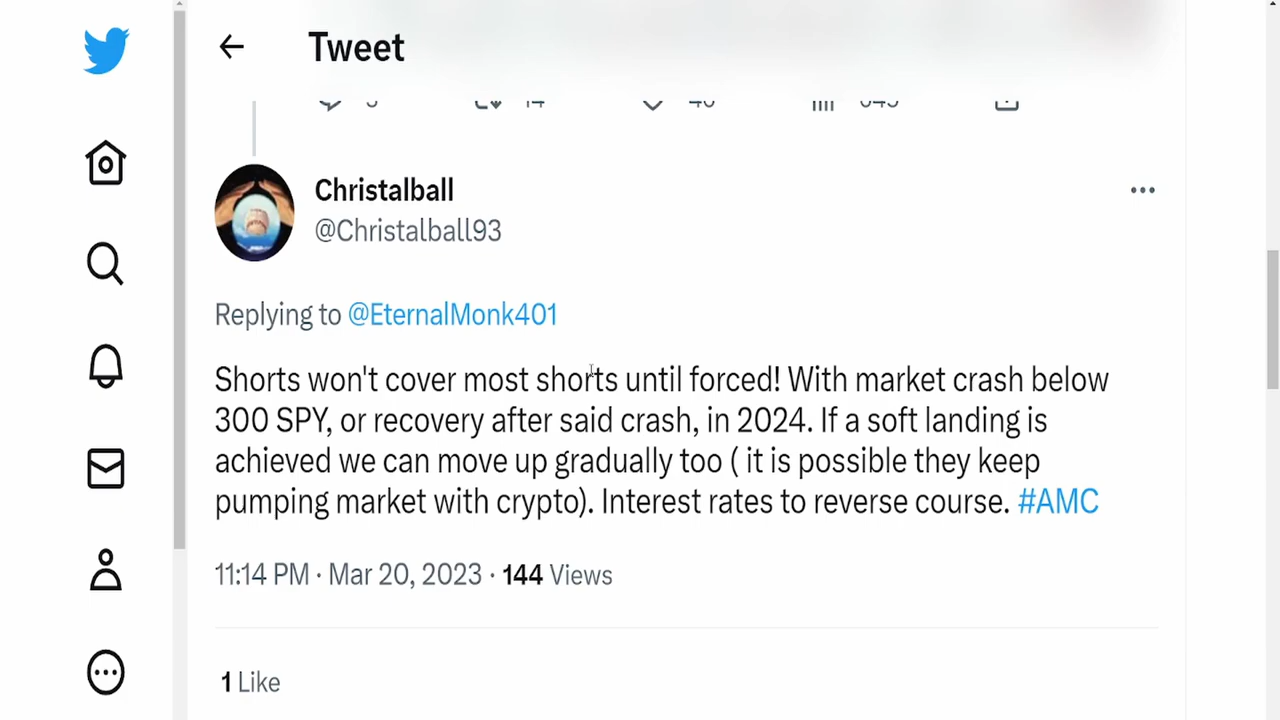 Tweet
Christalball
@Christalball93
Replying to @EternalMonk401
Shorts won't cover most shorts until forced! With market crash below
300 SPY, or recovery after said crash, in 2024. If a soft landing is
achieved we can move up gradually too ( it is possible they keep
pumping market with crypto). Interest rates to reverse course. #AMC
11:14 PM · Mar 20, 2023 · 144 Views
1 Like